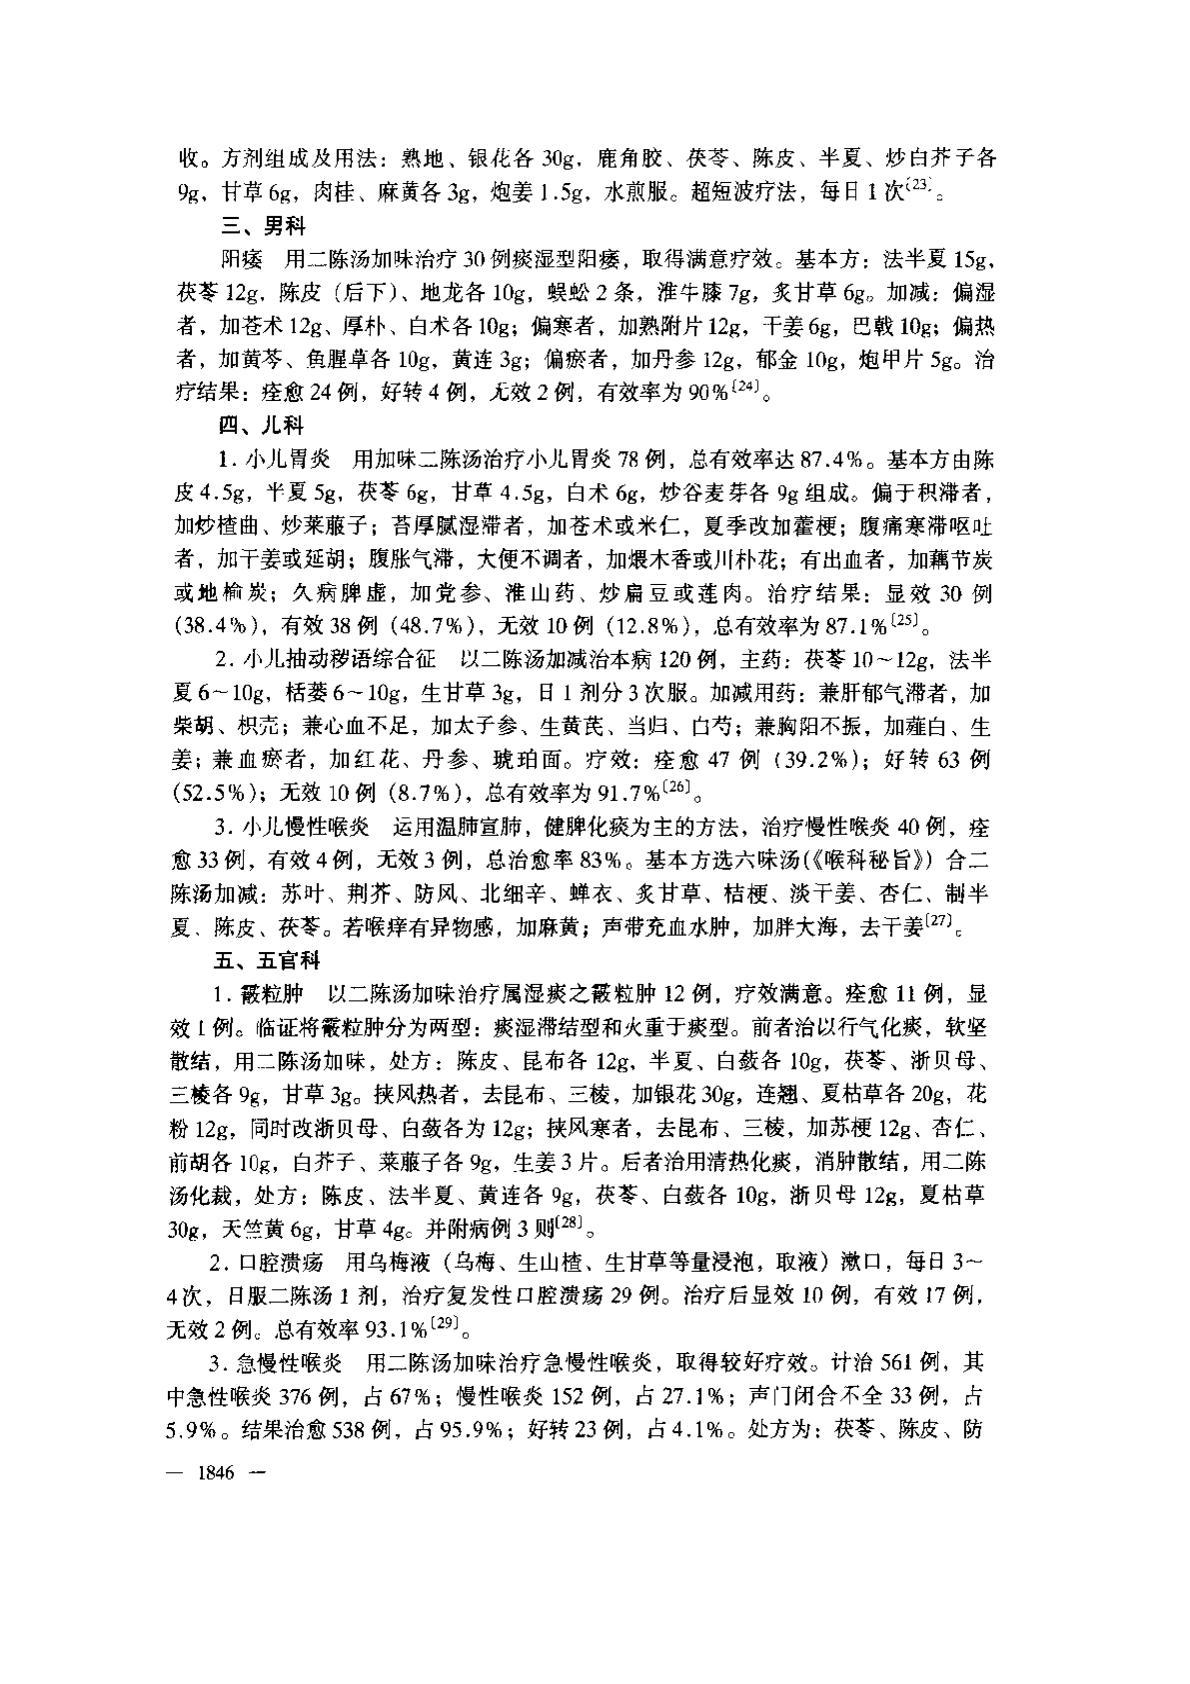 收。方剂组成及用法：熟地、银花各 30g，鹿角胶、茯苓、陈皮、半夏、炒白芥子各
9g，甘草 6g，肉桂、麻黄各 3g，炮姜 1.5g，水煎服。超短波疗法，每日 1 次〔23〕。
三、男科
阳痿　用二陈汤加味治疗 30 例痰湿型阳痿，取得满意疗效。基本方：法半夏 15g，
茯苓 12g，陈皮（后下）、地龙各 10g，蜈蚣 2 条，淮牛膝 7g，炙甘草 6g。加减：偏湿
者，加苍术 12g、厚朴、白术各 10g；偏寒者，加熟附片 12g，干姜 6g，巴戟 10g；偏热
者，加黄芩、鱼腥草各 10g，黄连 3g；偏瘀者，加丹参 12g，郁金 10g，炮甲片 5g。治
疗结果：痊愈 24 例，好转 4 例，无效 2 例，有效率为 90%〔24〕。
四、儿科
1. 小儿胃炎　用加味二陈汤治疗小儿胃炎 78 例，总有效率达 87.4%。基本方由陈
皮 4.5g，半夏 5g，茯苓 6g，甘草 4.5g，白术 6g，炒谷麦芽各 9g 组成。偏于积滞者，
加炒楂曲、炒莱菔子；苔厚腻湿滞者，加苍术或米仁，夏季改加藿梗；腹痛寒滞呕吐
者，加干姜或延胡；腹胀气滞，大便不调者，加煨木香或川朴花；有出血者，加藕节炭
或地榆炭；久病脾虚，加党参、淮山药、炒扁豆或莲肉。治疗结果：显效 30 例
(38.4%)，有效 38 例（48.7%），无效 10 例（12.8%），总有效率为 87.1%〔25〕。
2. 小儿抽动秽语综合征　以二陈汤加减治本病 120 例，主药：茯苓 10～12g，法半
夏 6～10g，栝蒌 6～10g，生甘草 3g，日 1 剂分 3 次服。加减用药：兼肝郁气滞者，加
柴胡、枳壳；兼心血不足，加太子参、生黄芪、当归、白芍；兼胸阳不振，加薤白、生
姜；兼血瘀者，加红花、丹参、琥珀面。疗效：痊愈 47 例（39.2%）；好转 63 例
(52.5%)；无效 10 例（8.7%），总有效率为 91.7%〔26〕。
3. 小儿慢性喉炎　运用温肺宣肺，健脾化痰为主的方法，治疗慢性喉炎 40 例，痊
愈 33 例，有效 4 例，无效 3 例，总治愈率 83%。基本方选六味汤(《喉科秘旨》）合二
陈汤加减：苏叶、荆芥、防风、北细辛、蝉衣、炙甘草、桔梗、淡干姜、杏仁、制半
夏、陈皮、茯苓。若喉痒有异物感，加麻黄；声带充血水肿，加胖大海，去干姜〔27〕。
五、五官科
1. 霰粒肿　以二陈汤加味治疗属湿痰之霰粒肿 12 例，疗效满意。痊愈 11 例，显
效 1 例。临证将霰粒肿分为两型：痰湿滞结型和火重于痰型。前者治以行气化痰，软坚
散结，用二陈汤加味，处方：陈皮、昆布各 12g，半夏、白蔹各 10g，茯苓、浙贝母、
三棱各 9g，甘草 3g。挟风热者，去昆布、三棱，加银花 30g，连翘、夏枯草各 20g，花
粉 12g，同时改浙贝母、白蔹各为 12g；挟风寒者，去昆布、三棱，加苏梗 12g、杏仁、
前胡各 10g，白芥子、莱菔子各 9g，生姜 3 片。后者治用清热化痰，消肿散结，用二陈
汤化裁，处方：陈皮、法半夏、黄连各 9g，茯苓、白蔹各 10g，浙贝母 12g，夏枯草
30g，天竺黄 6g，甘草 4g。并附病例 3 则〔28〕。
2. 口腔溃疡　用乌梅液（乌梅、生山楂、生甘草等量浸泡，取液）漱口，每日 3～
4 次，日服二陈汤 1 剂，治疗复发性口腔溃疡 29 例。治疗后显效 10 例，有效 17 例，
无效 2 例。总有效率 93.1%〔29〕。
3. 急慢性喉炎　用二陈汤加味治疗急慢性喉炎，取得较好疗效。计治 561 例，其
中急性喉炎 376 例，占 67%；慢性喉炎 152 例，占 27.1%；声门闭合不全 33 例，占
5.9%。结果治愈 538 例，占 95.9%；好转 23 例，占 4.1%。处方为：茯苓、陈皮、防
— 1846 —